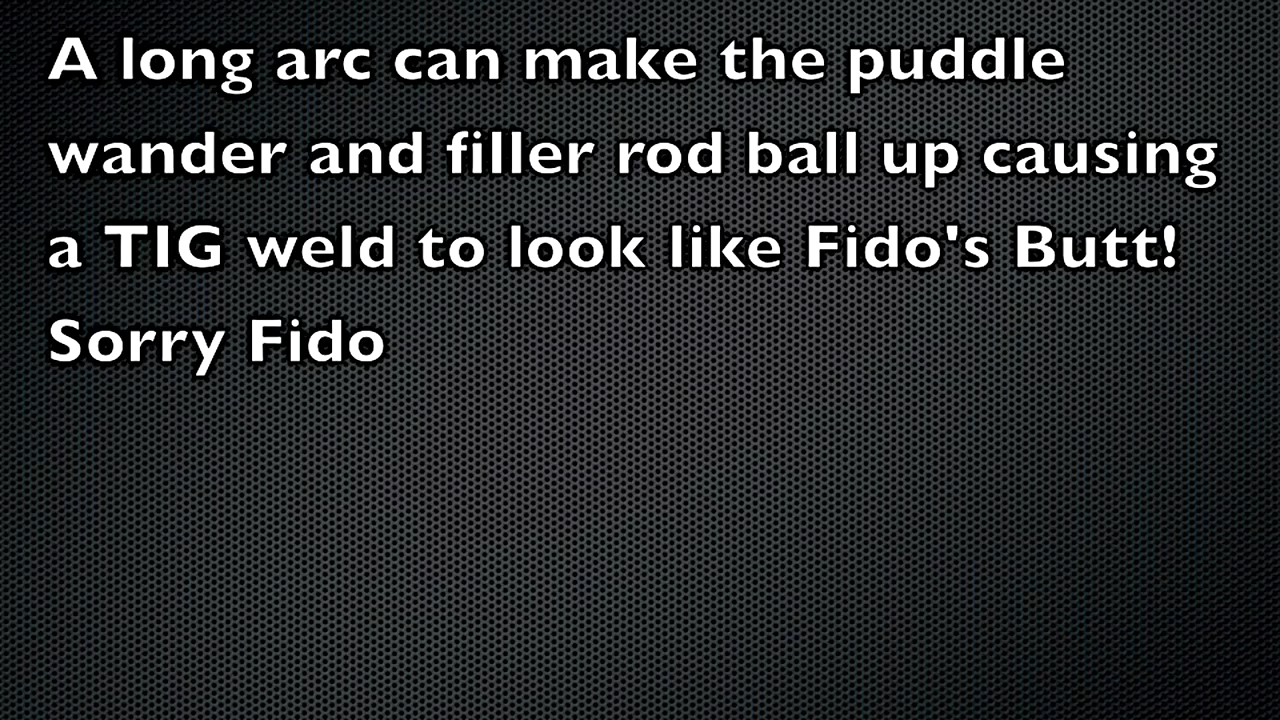 A long arc can make the puddle
wander and filler rod ball up causing
a TIG weld to look like Fido's Butt!
Sorry Fido